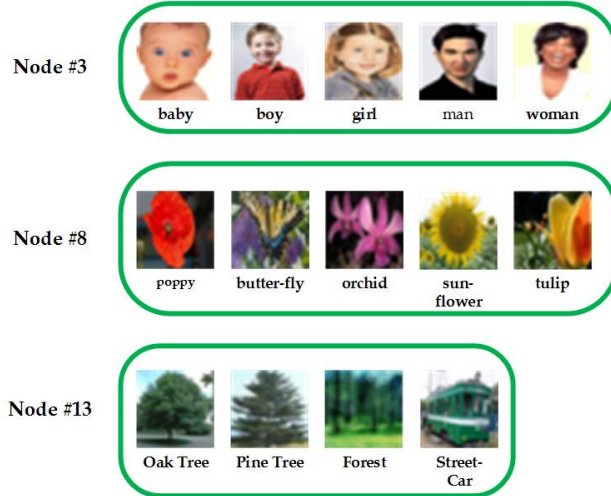 Node #3
baby boy girl man woman
Node #8
poppy butter-fly orchid sun-
flower tulip
Node #13
Oak Tree Pine Tree Forest Street-
Car